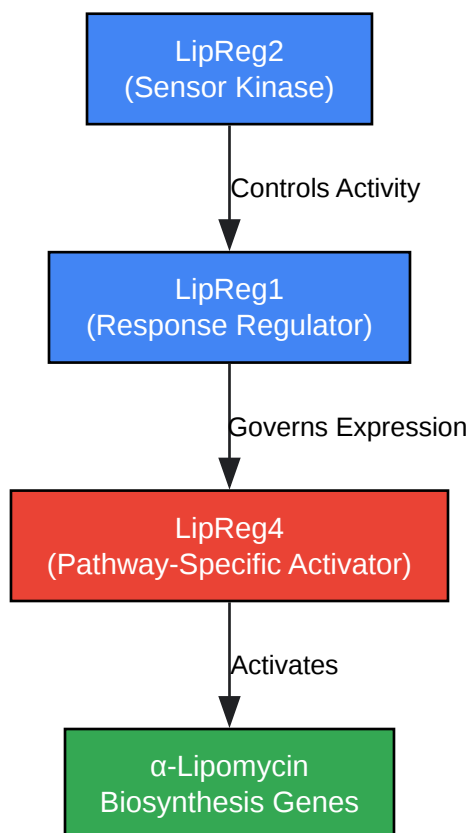 LipReg2
(Sensor Kinase)
Controls Activity
LipReg1
(Response Regulator)
Governs Expression
LipReg4
(Pathway-Specific Activator)
Activates
α-Lipomycin
Biosynthesis Genes